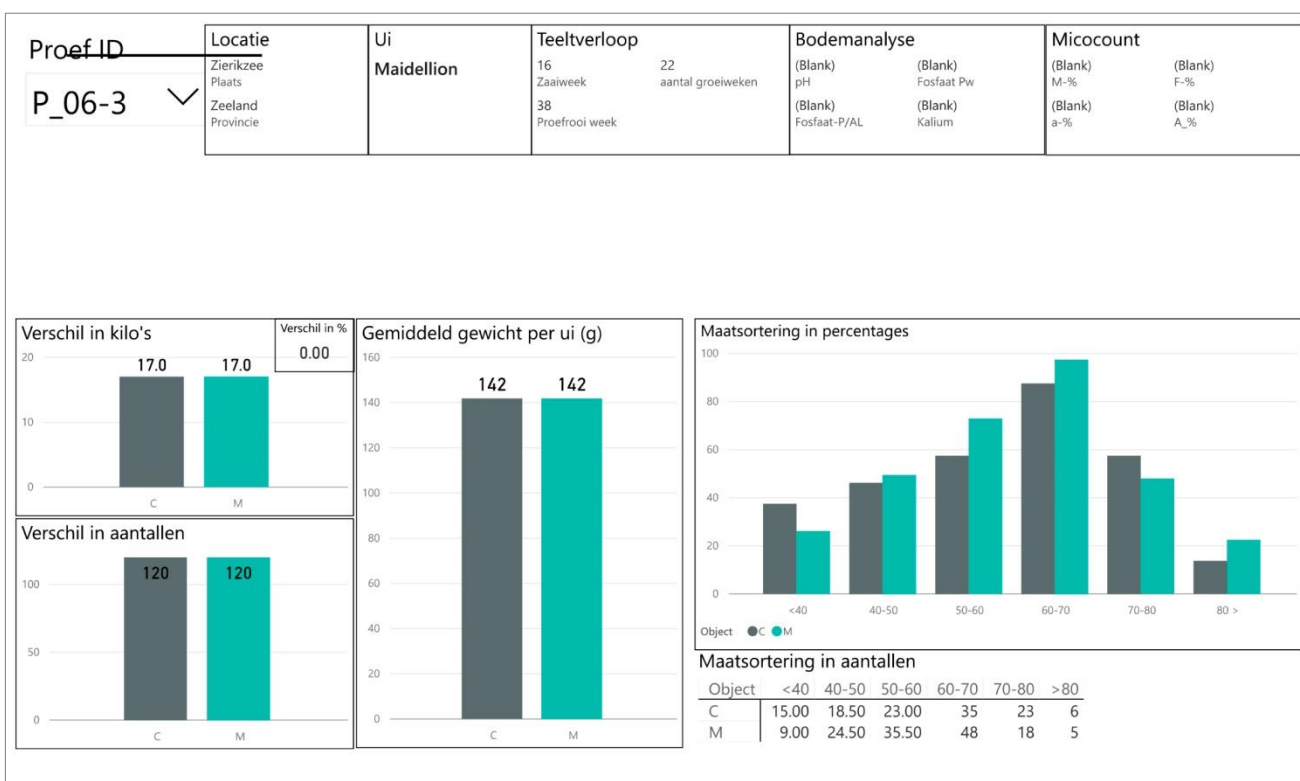 Proef ID
P_06-3
Locatie
Zierikzee
Plaats
Zeeland
Provincie
Ui
Maidellion
Teeltverloop
16 22
Zaaiweek aantal groeiweken
38
Proefrooi week
Bodemanalyse
(Blank) (Blank)
pH Fosfaat Pw
(Blank) (Blank)
Fosfaat-P/AL Kalium
Micocount
(Blank) (Blank)
M-% F-%
(Blank) (Blank)
a-% A_%
Verschil in kilo's
Verschil in %
0.00
20
17.0 17.0
10
0
C M
Verschil in aantallen
120 120
100
50
0
C M
Gemiddeld gewicht per ui (g)
160
142 142
140
120
100
80
60
40
20
0
C M
Maatsortering in percentages
100
80
60
40
20
0
<40 40-50 50-60 60-70 70-80 80 >
Object C M
Maatsortering in aantallen
Object <40 40-50 50-60 60-70 70-80 >80
C 15.00 18.50 23.00 35 23 6
M 9.00 24.50 35.50 48 18 5